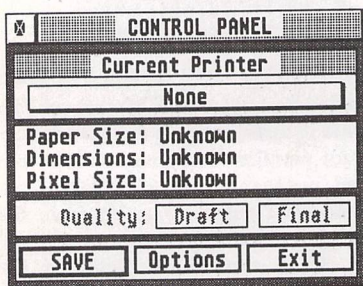 CONTROL PANEL
Current Printer
None
Paper Size: Unknown
Dimensions: Unknown
Pixel Size: Unknown
Quality: Draft Final
SAVE Options Exit